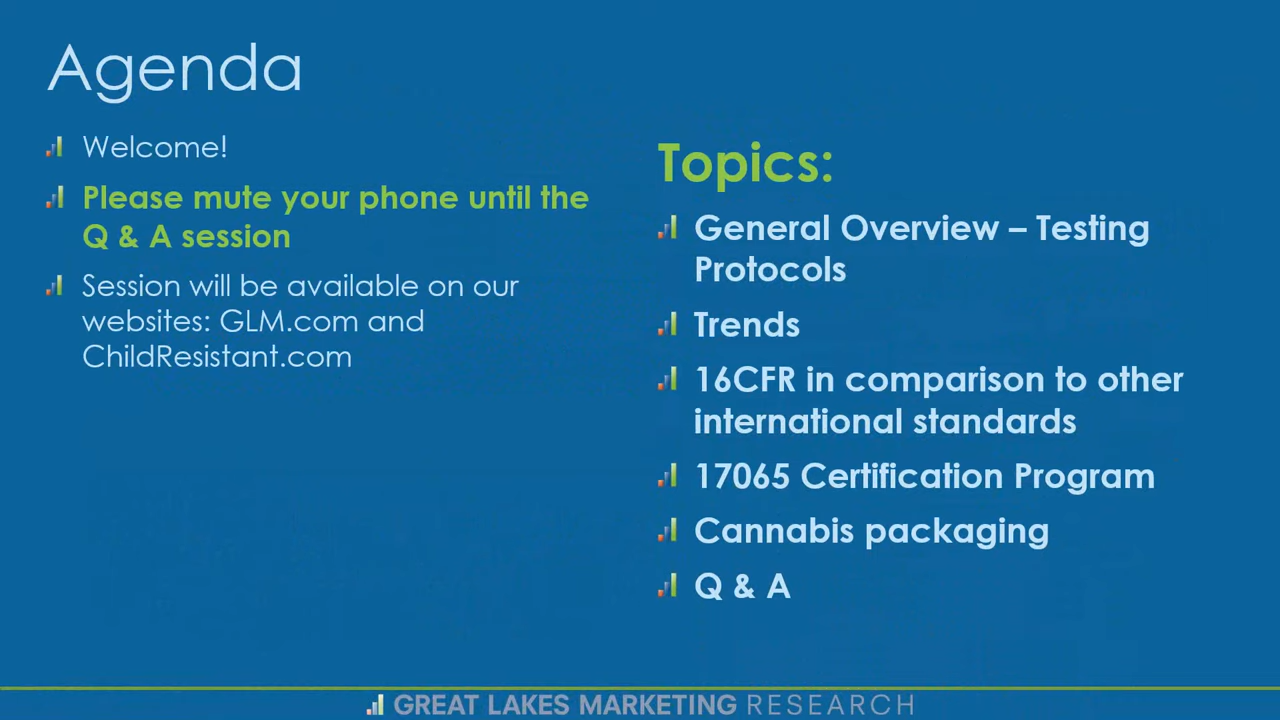 Agenda
Welcome!
Please mute your phone until the
Q & A session
Session will be available on our
websites: GLM.com and
ChildResistant.com
Topics:
General Overview – Testing
Protocols
Trends
16CFR in comparison to other
international standards
17065 Certification Program
Cannabis packaging
Q & A
GREAT LAKES MARKETING RESEARCH